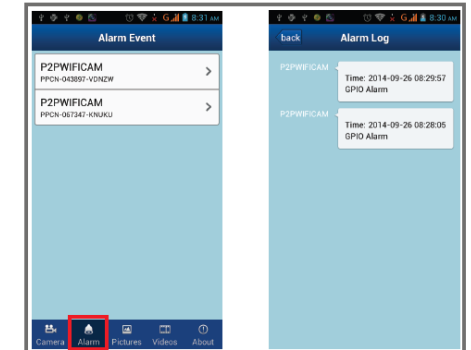 G 8:31 AM
Alarm Event
P2PWIFICAM
PPCN-043897-VDNZW
P2PWIFICAM
PPCN-067347-KNUKU
Camera Alarm Pictures Videos About
G 8:30 AM
back Alarm Log
P2PWIFICAM
Time: 2014-09-26 08:29:57
GPIO Alarm
P2PWIFICAM
Time: 2014-09-26 08:28:05
GPIO Alarm